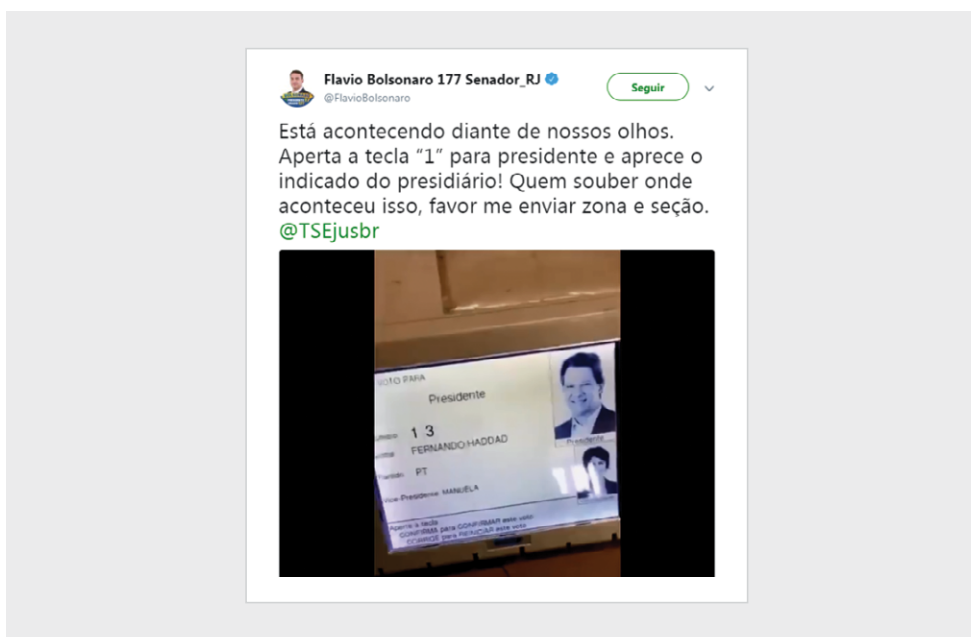 Flavio Bolsonaro 177 Senador_RJ
@FlavioBolsonaro
Seguir
Está acontecendo diante de nossos olhos.
Aperta a tecla “1” para presidente e aprece o
indicado do presidiário! Quem souber onde
aconteceu isso, favor me enviar zona e seção.
@TSEjusbr
VOTO PARA
Presidente
1 3
FERNANDO HADDAD
PT
Vice-Presidente: MANUELA
Presidente
Aperte a tecla
CONFIRMA para CONFIRMAR este voto
CORRIGE para REINICIAR este voto